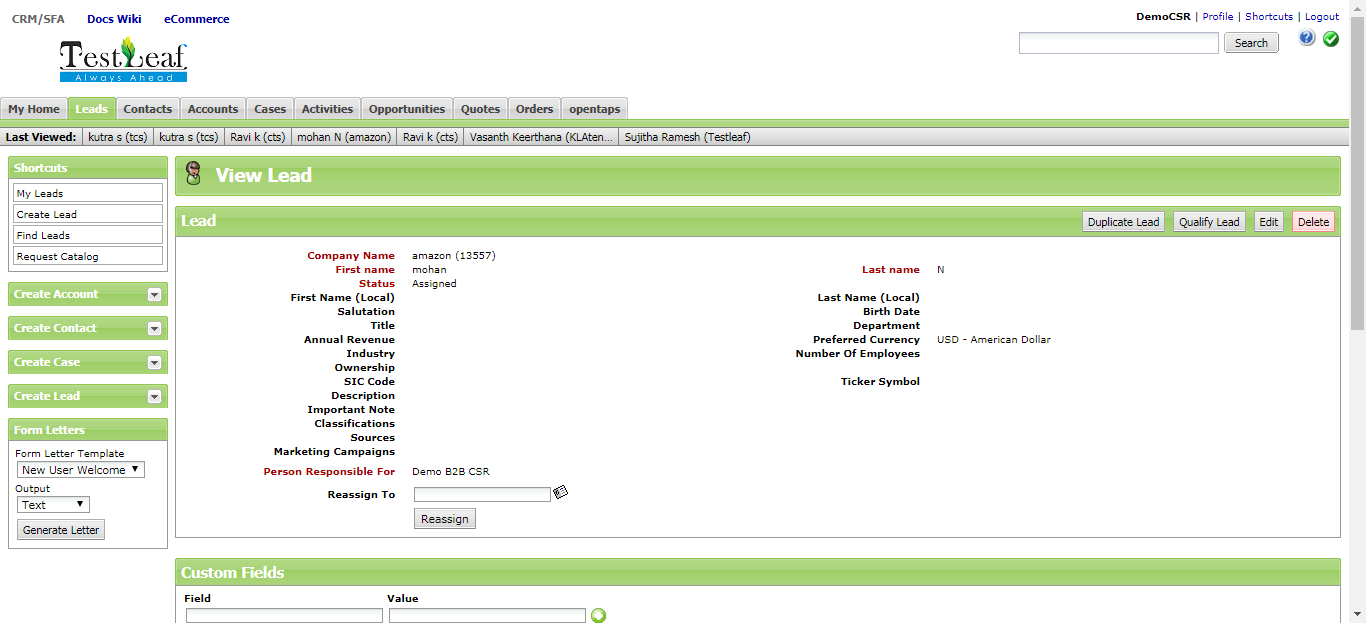 CRM/SFA Docs Wiki eCommerce
DemoCSR | Profile | Shortcuts | Logout
TestLeaf
Always Ahead
Search
My Home Leads Contacts Accounts Cases Activities Opportunities Quotes Orders opentaps
Last Viewed: kutra s (tcs) kutra s (tcs) Ravi k (cts) mohan N (amazon) Ravi k (cts) Vasanth Keerthana (KLAten... Sujitha Ramesh (Testleaf)
Shortcuts
My Leads
Create Lead
Find Leads
Request Catalog
Create Account
Create Contact
Create Case
Create Lead
Form Letters
Form Letter Template
New User Welcome
Output
Text
Generate Letter
View Lead
Lead
Duplicate Lead Qualify Lead Edit Delete
Company Name amazon (13557)
First name mohan Last name N
Status Assigned
First Name (Local) Last Name (Local)
Salutation Birth Date
Title Department
Annual Revenue Preferred Currency USD - American Dollar
Industry Number Of Employees
Ownership
SIC Code Ticker Symbol
Description
Important Note
Classifications
Sources
Marketing Campaigns
Person Responsible For Demo B2B CSR
Reassign To
Reassign
Custom Fields
Field Value